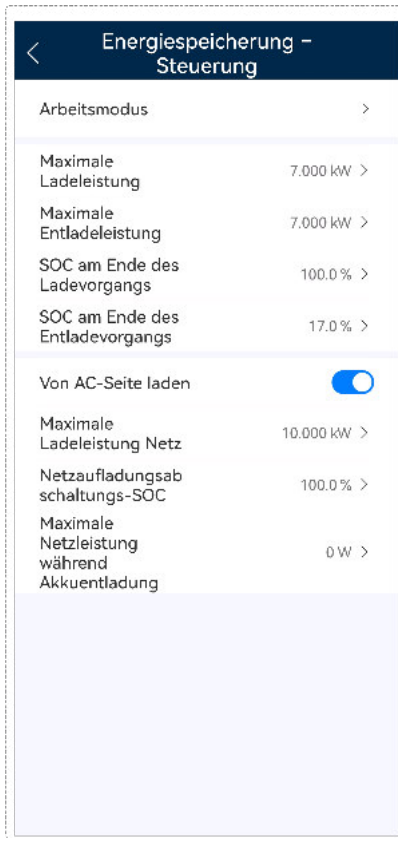 Energiespeicherung –
Steuerung
Arbeitsmodus
Maximale
Ladeleistung
7.000 kW
Maximale
Entladeleistung
7.000 kW
SOC am Ende des
Ladevorgangs
100.0 %
SOC am Ende des
Entladevorgangs
17.0 %
Von AC-Seite laden
Maximale
Ladeleistung Netz
10.000 kW
Netzaufladungsab
schaltungs-SOC
100.0 %
Maximale
Netzleistung
während
Akkuentladung
0 W